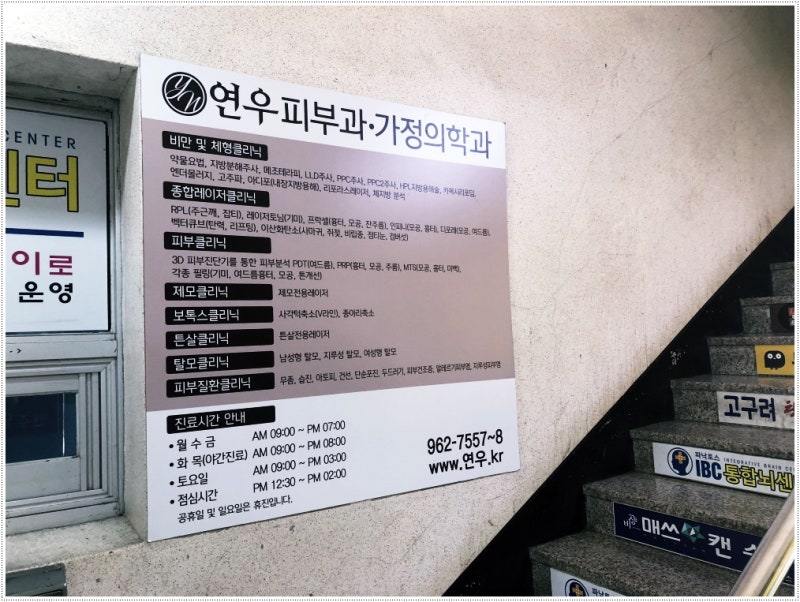 CENTER
센터
이로
운영
YW 연우피부과·가정의학과
비만 및 체형클리닉
약물요법, 지방분해주사, 메조테라피, LLD주사, PPC주사, PPC2주사, HPL지방용해술, 카복시테라피,
엔더몰러지, 고주파, 아디포(내장지방용해), 리포라스레이저, 체지방 분석
종합레이저클리닉
RPL(주근깨, 잡티), 레이저토닝(기미), 프락셀(흉터, 모공, 잔주름), 인피니(모공, 흉터), 디오레(모공, 여드름),
벡터큐브(탄력, 리프팅), 이산화탄소(사마귀, 쥐젖, 비립종, 점티눈, 검버섯)
피부클리닉
3D 피부진단기를 통한 피부분석 PDT(여드름), PRP(흉터, 모공, 주름), MTS(모공, 흉터, 미백),
각종 필링(기미, 여드름흉터, 모공, 톤개선)
제모클리닉 제모전용레이저
보톡스클리닉 사각턱축소(V라인), 종아리축소
튼살클리닉 튼살전용레이저
탈모클리닉 남성형 탈모, 지루성 탈모, 여성형 탈모
피부질환클리닉 무좀, 습진, 아토피, 건선, 단순포진, 두드러기, 피부건조증, 알레르기피부염, 지루성피부염
진료시간 안내
• 월 수 금 AM 09:00 ~ PM 07:00
• 화 목(야간진료) AM 09:00 ~ PM 08:00
• 토요일 AM 09:00 ~ PM 03:00
• 점심시간 PM 12:30 ~ PM 02:00
공휴일 및 일요일은 휴진입니다.
962-7557~8
www.연우.kr
고구려
파낙토스 INTEGRATIVE BRAIN CE
IBC 통합뇌센
매쓰캔 수
파낙토스